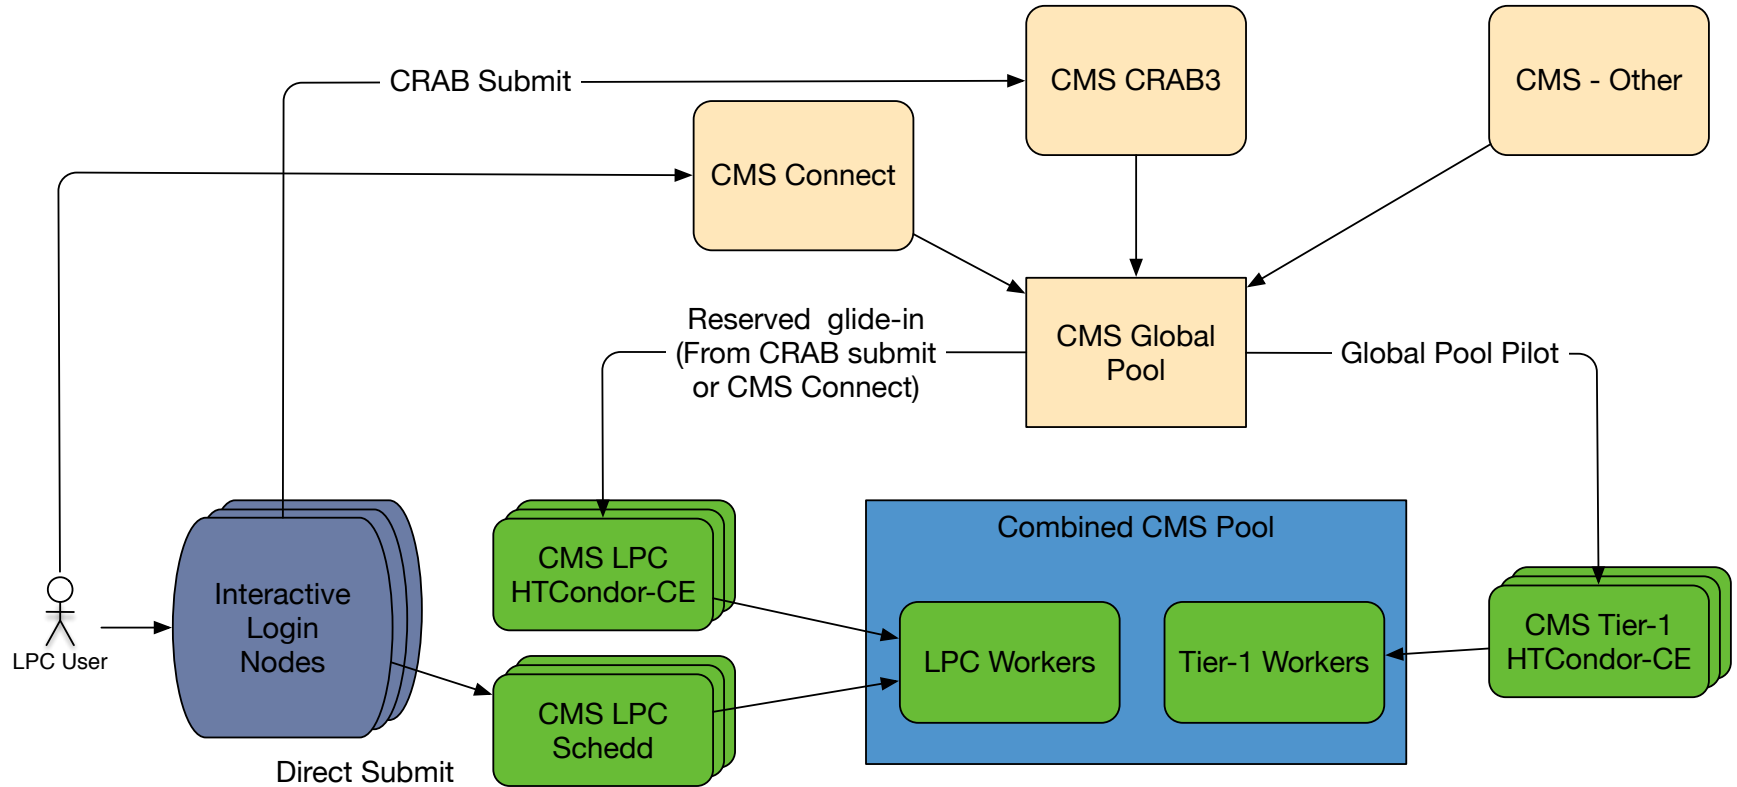 CRAB Submit
CMS CRAB3
CMS - Other
CMS Connect
Reserved glide-in
(From CRAB submit
or CMS Connect)
CMS Global
Pool
Global Pool Pilot
Combined CMS Pool
CMS LPC
HTCondor-CE
Interactive
Login
Nodes
LPC User
LPC Workers
Tier-1 Workers
CMS Tier-1
HTCondor-CE
CMS LPC
Schedd
Direct Submit